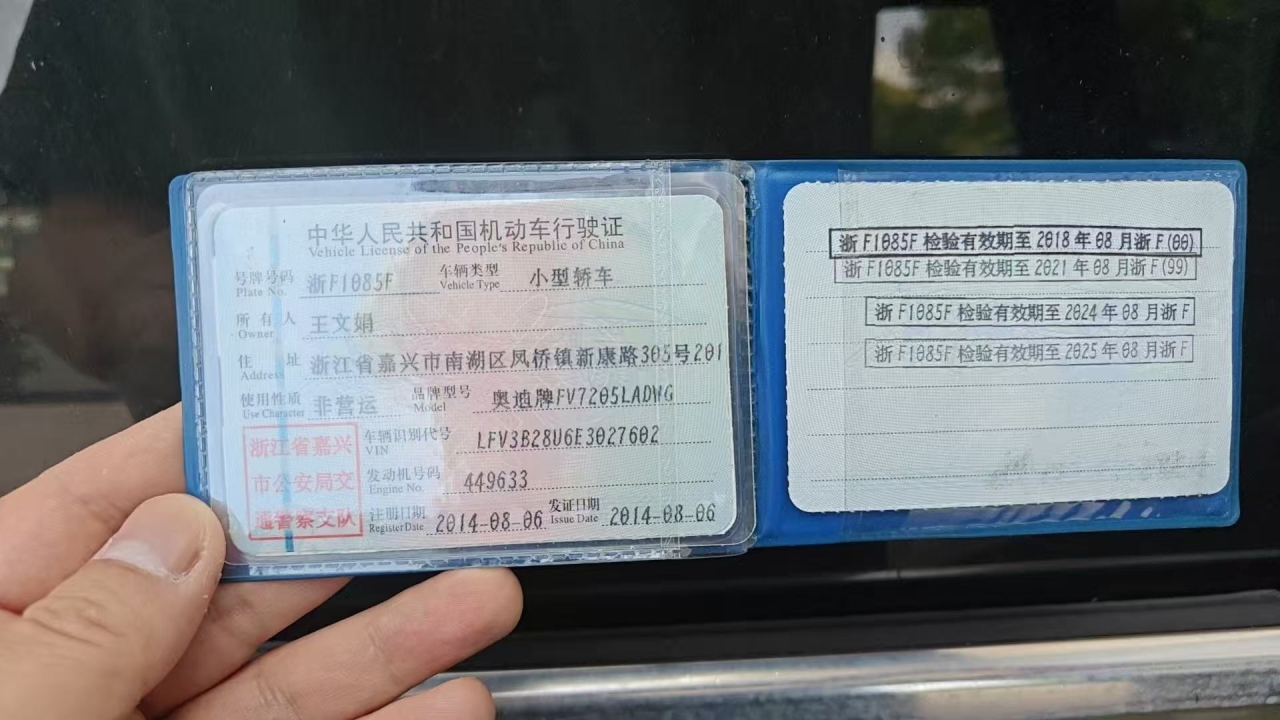 中华人民共和国机动车行驶证
Vehicle License of the People's Republic of China
号牌号码 浙F1085F 车辆类型 小型轿车
Plate No. Vehicle Type
所有人 王文娟
Owner
住址 浙江省嘉兴市南湖区凤桥镇新康路305号201
Address
使用性质 非营运 品牌型号 奥迪牌FV7205LADWG
Use Character Model
浙江省嘉兴
市公安局交
通警察支队
车辆识别代号 LFV3B28U6E3027602
VIN
发动机号码 449633
Engine No.
注册日期 2014-08-06 发证日期 2014-08-06
Register Date Issue Date
浙F1085F 检验有效期至 2018年08月浙F(00)
浙F1085F 检验有效期至 2021年08月浙F(99)
浙F1085F 检验有效期至 2024年08月浙F
浙F1085F 检验有效期至 2025年08月浙F